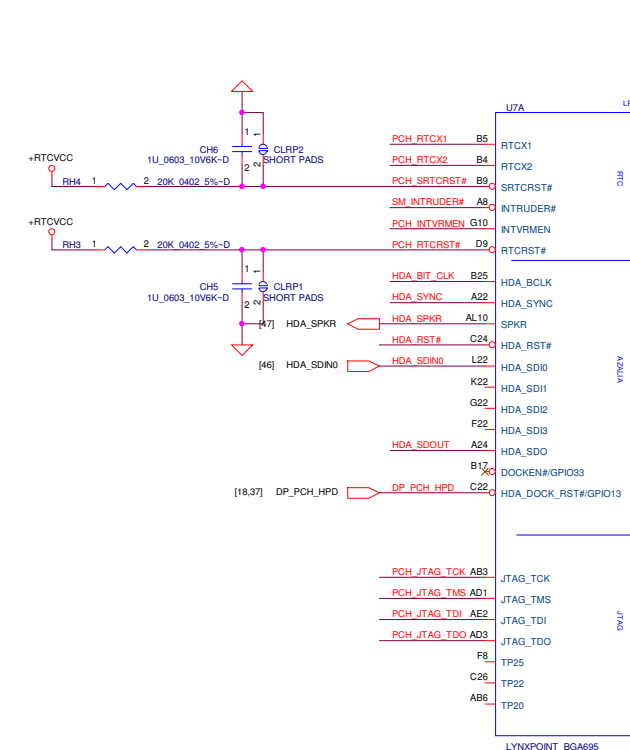 U7A
LP
CH6
1U_0603_10V6K~D
1
2
1
2
CLRP2
SHORT PADS
+RTCVCC
RH4 1 2 20K_0402_5%~D
+RTCVCC
RH3 1 2 20K_0402_5%~D
CH5
1U_0603_10V6K~D
1
2
1
2
CLRP1
SHORT PADS
PCH_RTCX1 B5 RTCX1
PCH_RTCX2 B4 RTCX2
PCH_SRTCRST# B9 SRTCRST#
SM_INTRUDER# A8 INTRUDER#
PCH_INTVRMEN G10 INTVRMEN
PCH_RTCRST# D9 RTCRST#
RTC
HDA_BIT_CLK B25 HDA_BCLK
HDA_SYNC A22 HDA_SYNC
[47] HDA_SPKR HDA_SPKR AL10 SPKR
HDA_RST# C24 HDA_RST#
[46] HDA_SDIN0 HDA_SDIN0 L22 HDA_SDI0
K22 HDA_SDI1
G22 HDA_SDI2
F22 HDA_SDI3
HDA_SDOUT A24 HDA_SDO
B17 DOCKEN#/GPIO33
[18,37] DP_PCH_HPD DP_PCH_HPD C22 HDA_DOCK_RST#/GPIO13
AZALIA
PCH_JTAG_TCK AB3 JTAG_TCK
PCH_JTAG_TMS AD1 JTAG_TMS
PCH_JTAG_TDI AE2 JTAG_TDI
PCH_JTAG_TDO AD3 JTAG_TDO
F8 TP25
C26 TP22
AB6 TP20
JTAG
LYNXPOINT_BGA695